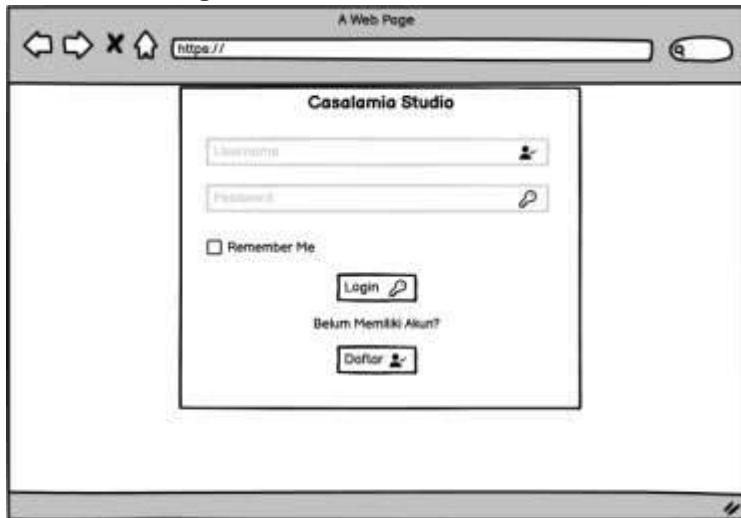 A Web Page
https://
Casalamia Studio
Username
Password
Remember Me
Login
Belum Memiliki Akun?
Daftar